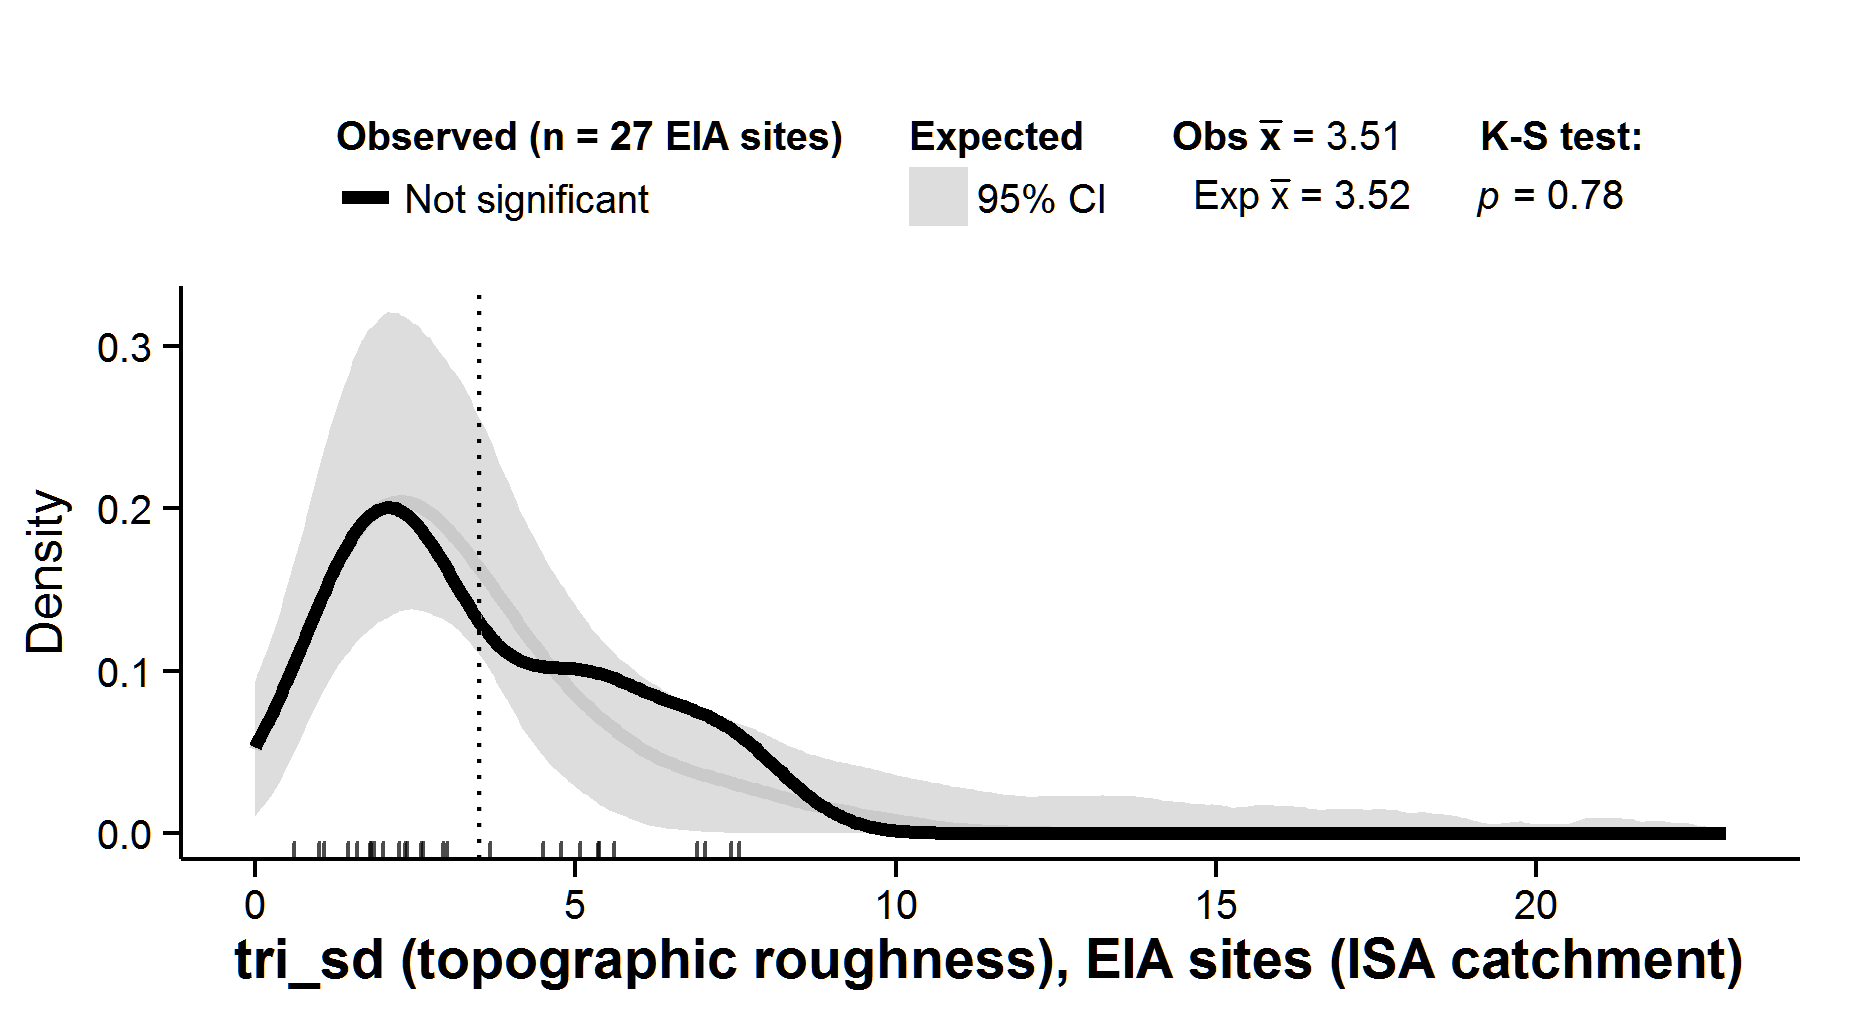 Observed (n = 27 EIA sites) Expected Obs x̅ = 3.51 K-S test:
Not significant 95% CI Exp x̅ = 3.52 p = 0.78
Density
0.3
0.2
0.1
0.0
0 5 10 15 20
tri_sd (topographic roughness), EIA sites (ISA catchment)